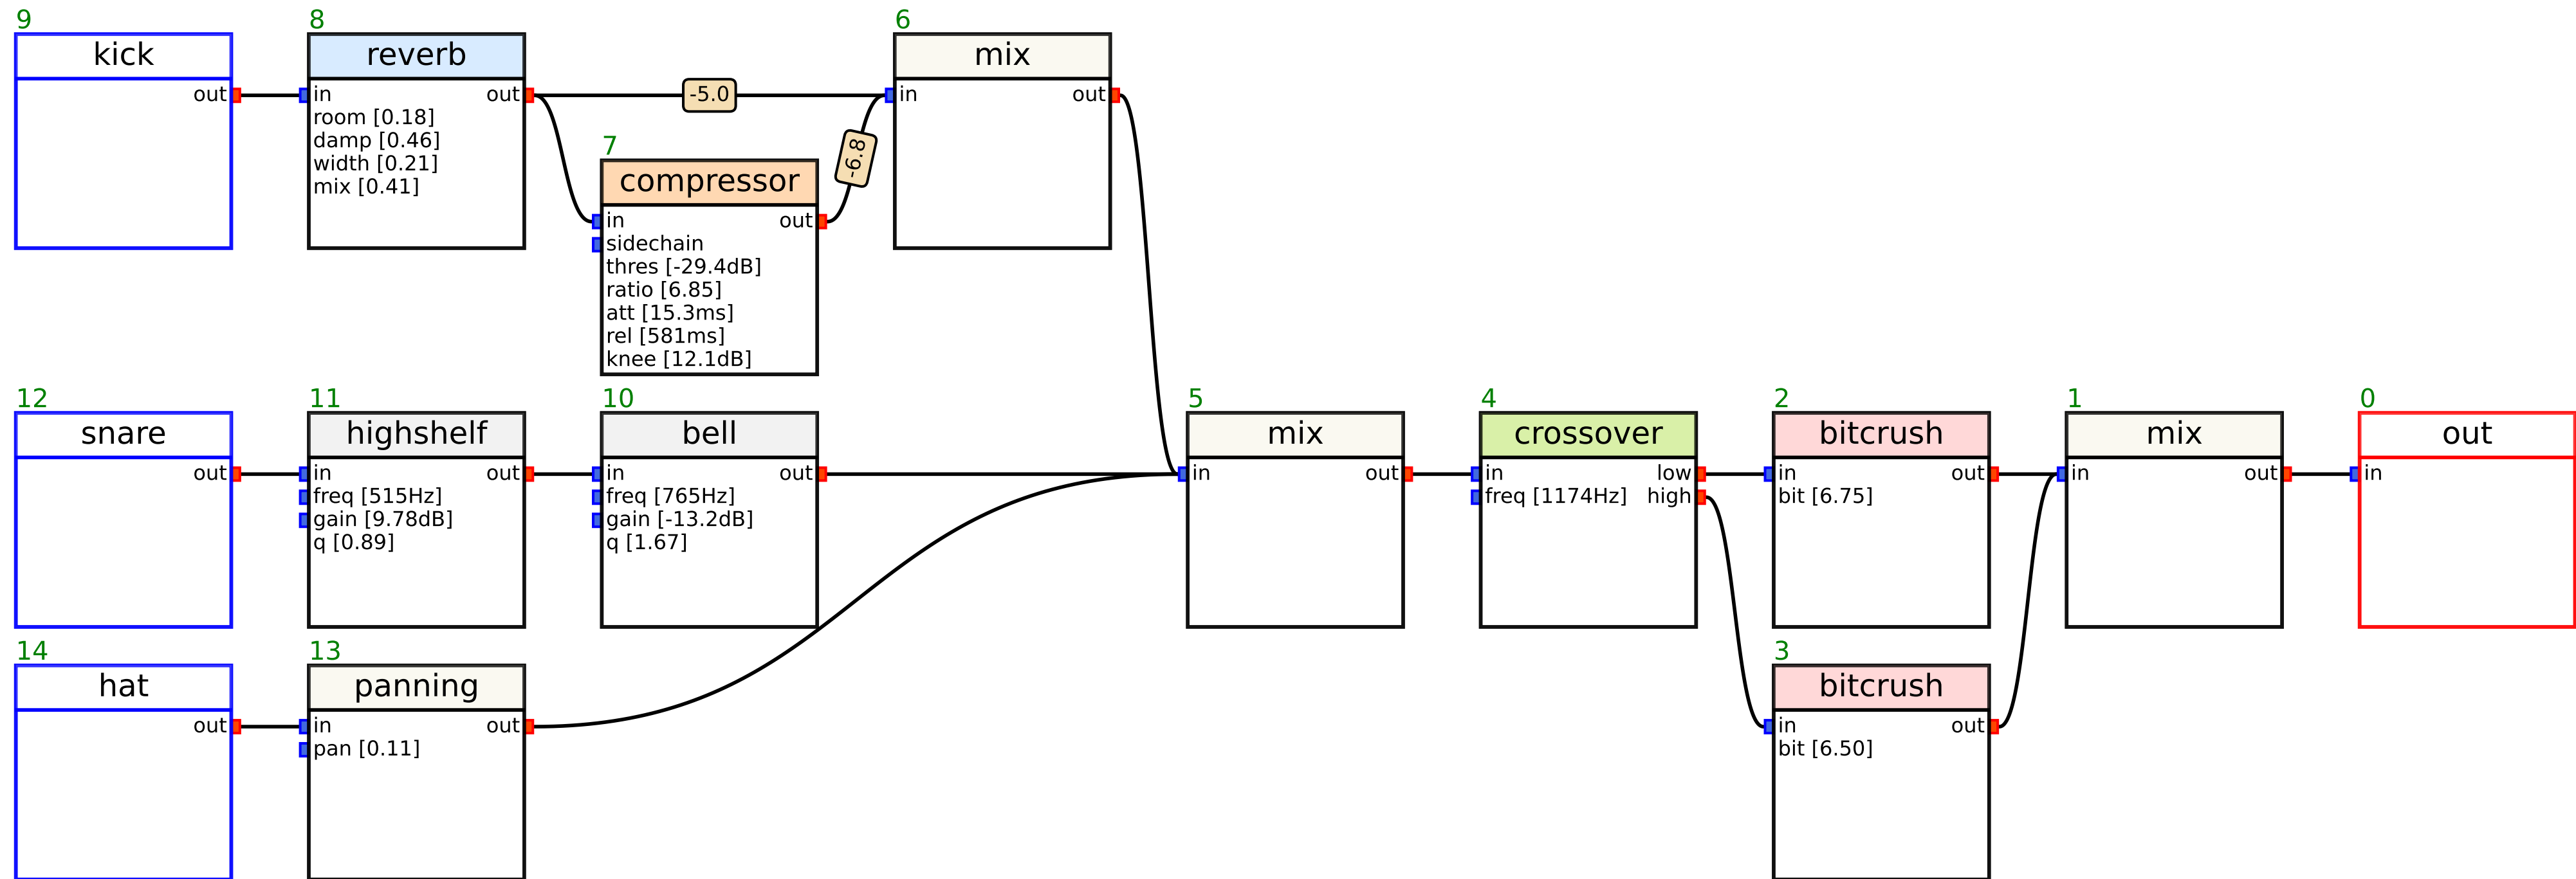 9
kick
out
8
reverb
in out
room [0.18]
damp [0.46]
width [0.21]
mix [0.41]
-5.0
7
compressor
in out
sidechain
thres [-29.4dB]
ratio [6.85]
att [15.3ms]
rel [581ms]
knee [12.1dB]
-6.8
6
mix
in out
12
snare
out
11
highshelf
in out
freq [515Hz]
gain [9.78dB]
q [0.89]
10
bell
in out
freq [765Hz]
gain [-13.2dB]
q [1.67]
5
mix
in out
4
crossover
in low
freq [1174Hz] high
2
bitcrush
in out
bit [6.75]
1
mix
in out
0
out
in
14
hat
out
13
panning
in out
pan [0.11]
3
bitcrush
in out
bit [6.50]